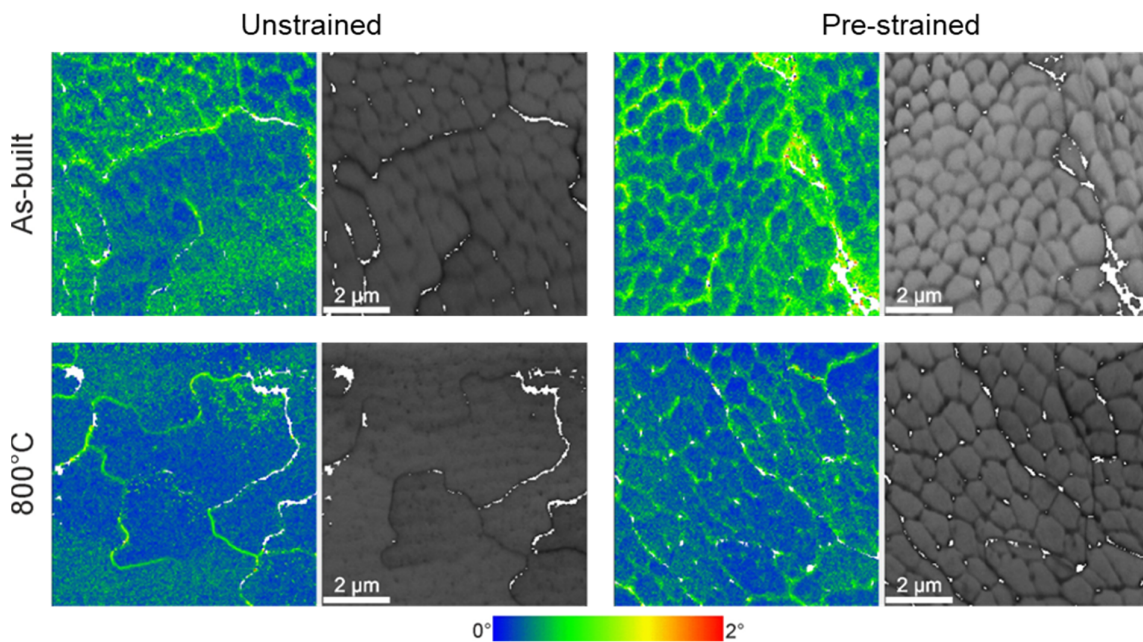 Unstrained
Pre-strained
As-built
2 µm
2 µm
800°C
2 µm
2 µm
0°
2°